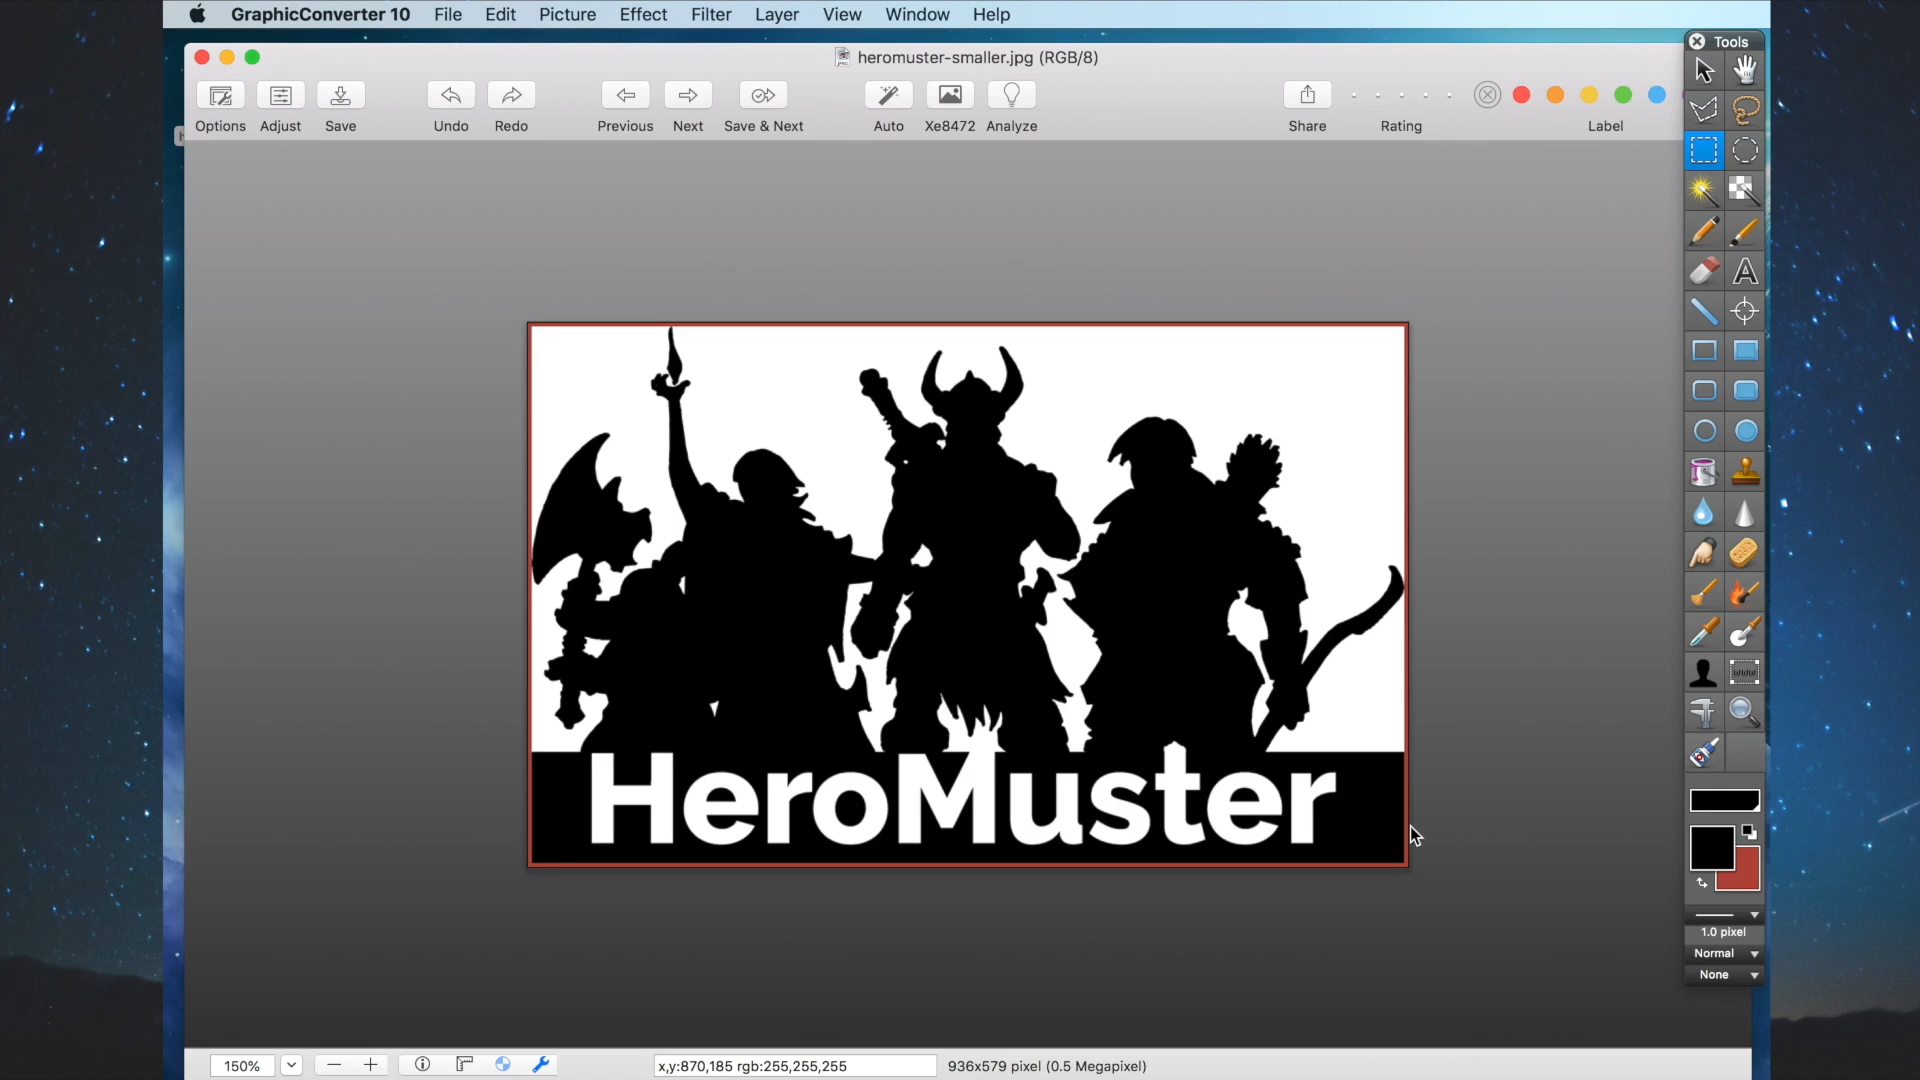 GraphicConverter 10 File Edit Picture Effect Filter Layer View Window Help
Tools
heromuster-smaller.jpg (RGB/8)
Options Adjust Save Undo Redo Previous Next Save & Next Auto Xe8472 Analyze Share Rating Label
HeroMuster
1.0 pixel
Normal
None
150% x,y:870,185 rgb:255,255,255 936x579 pixel (0.5 Megapixel)